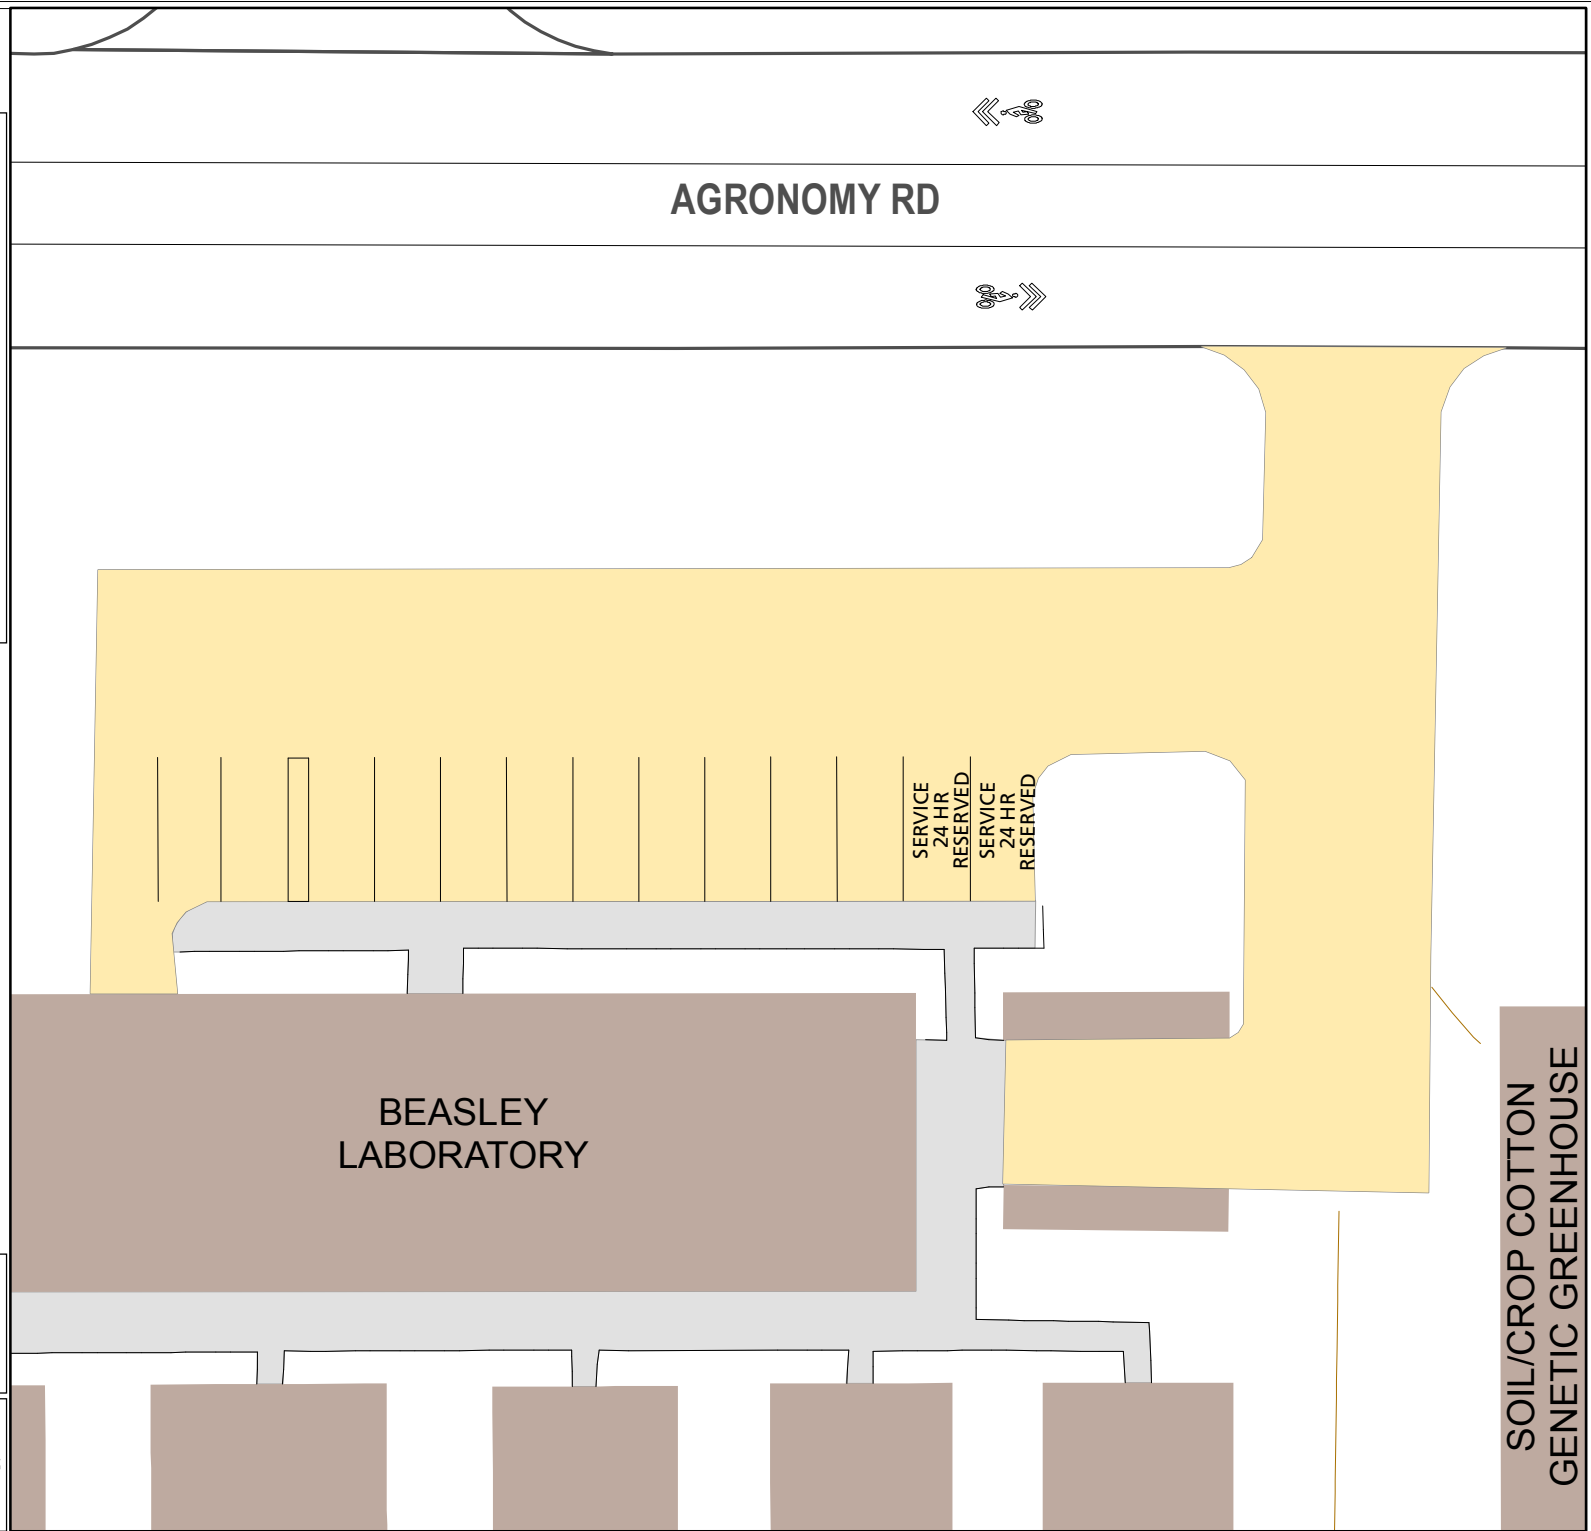 AGRONOMY RD
SERVICE
24 HR
RESERVED
SERVICE
24 HR
RESERVED
BEASLEY
LABORATORY
SOIL/CROP COTTON
GENETIC GREENHOUSE